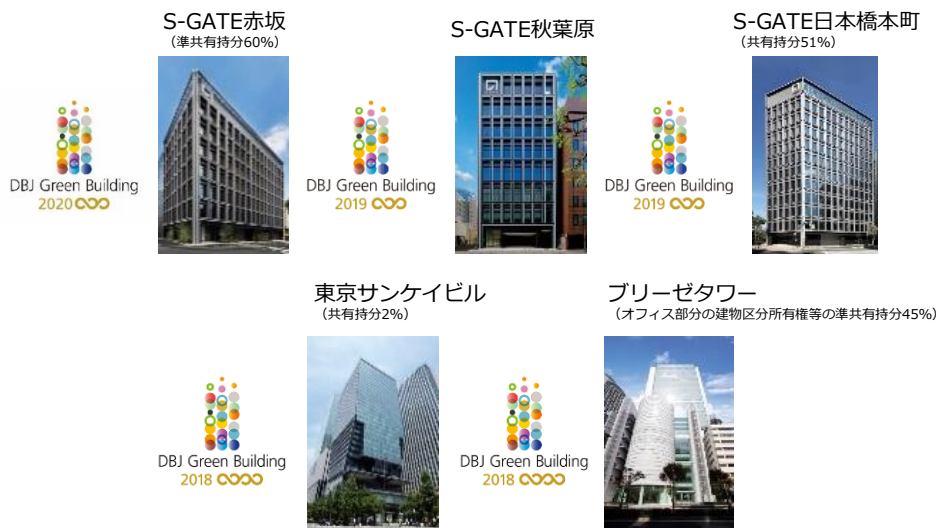 S-GATE赤坂
（準共有持分60%）
DBJ Green Building
2020
S-GATE秋葉原
DBJ Green Building
2019
S-GATE日本橋本町
（共有持分51%）
DBJ Green Building
2019
東京サンケイビル
（共有持分2%）
DBJ Green Building
2018
ブリーゼタワー
（オフィス部分の建物区分所有権等の準共有持分45%）
DBJ Green Building
2018